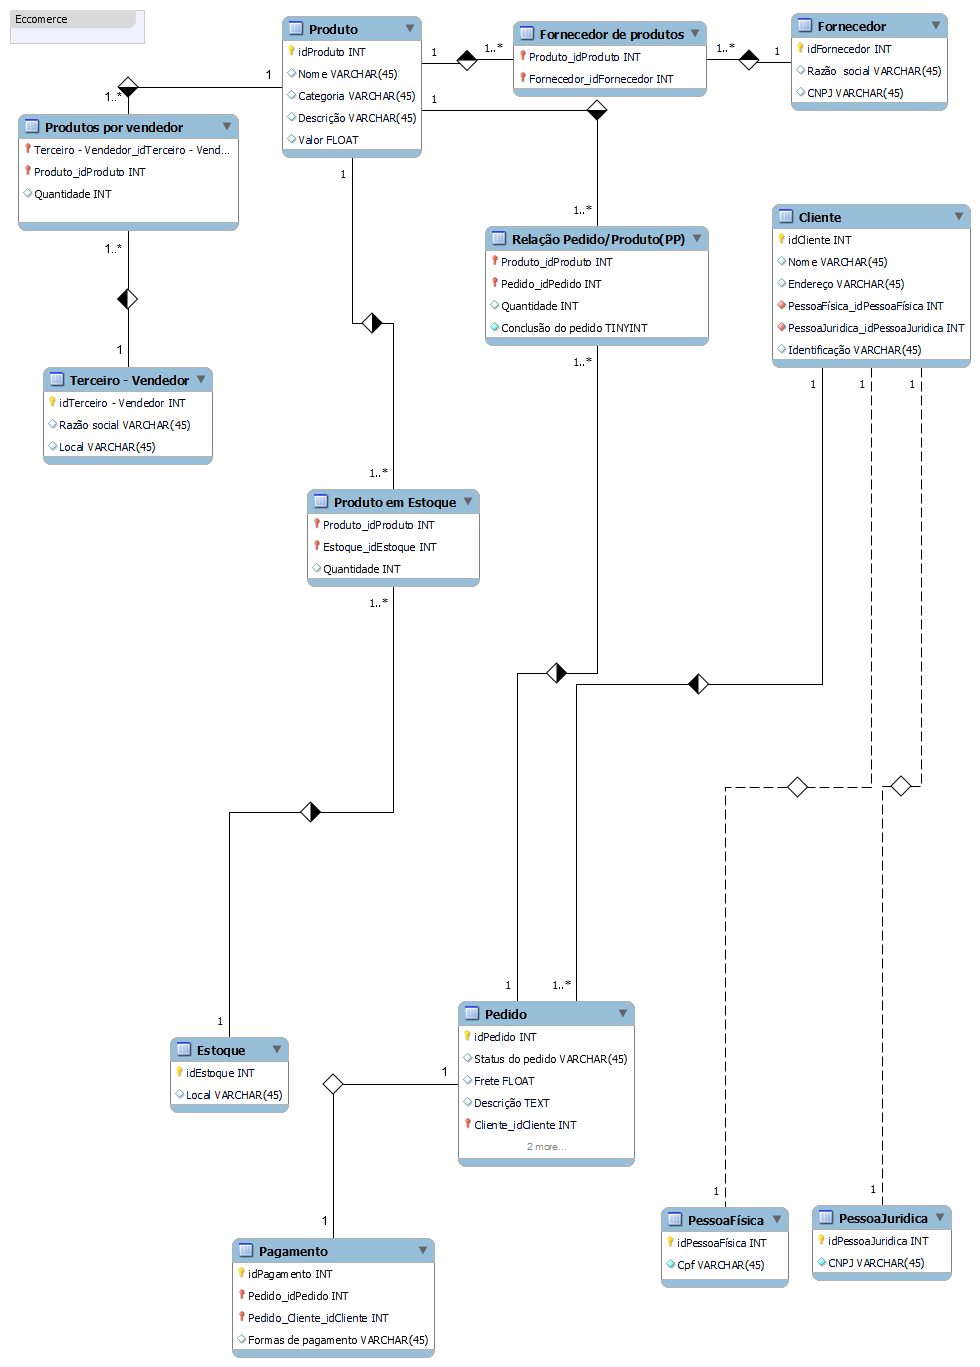 Eccomerce
Produto
idProduto INT
Nome VARCHAR(45)
Categoria VARCHAR(45)
Descrição VARCHAR(45)
Valor FLOAT
1
1..*
Fornecedor de produtos
Produto_idProduto INT
Fornecedor_idFornecedor INT
1..*
1
Fornecedor
idFornecedor INT
Razão social VARCHAR(45)
CNPJ VARCHAR(45)
1
1..*
Produtos por vendedor
Terceiro - Vendedor_idTerceiro - Vend...
Produto_idProduto INT
Quantidade INT
1..*
1
Terceiro - Vendedor
idTerceiro - Vendedor INT
Razão social VARCHAR(45)
Local VARCHAR(45)
1
1..*
Relação Pedido/Produto(PP)
Produto_idProduto INT
Pedido_idPedido INT
Quantidade INT
Conclusão do pedido TINYINT
1..*
1
Cliente
idCliente INT
Nome VARCHAR(45)
Endereço VARCHAR(45)
PessoaFísica_idPessoaFísica INT
PessoaJuridica_idPessoaJuridica INT
Identificação VARCHAR(45)
1
1
1
1
1..*
Produto em Estoque
Produto_idProduto INT
Estoque_idEstoque INT
Quantidade INT
1..*
1
Estoque
idEstoque INT
Local VARCHAR(45)
1..*
Pedido
idPedido INT
Status do pedido VARCHAR(45)
Frete FLOAT
Descrição TEXT
Cliente_idCliente INT
2 more...
1
1
Pagamento
idPagamento INT
Pedido_idPedido INT
Pedido_Cliente_idCliente INT
Formas de pagamento VARCHAR(45)
1
PessoaFísica
idPessoaFísica INT
Cpf VARCHAR(45)
1
PessoaJuridica
idPessoaJuridica INT
CNPJ VARCHAR(45)